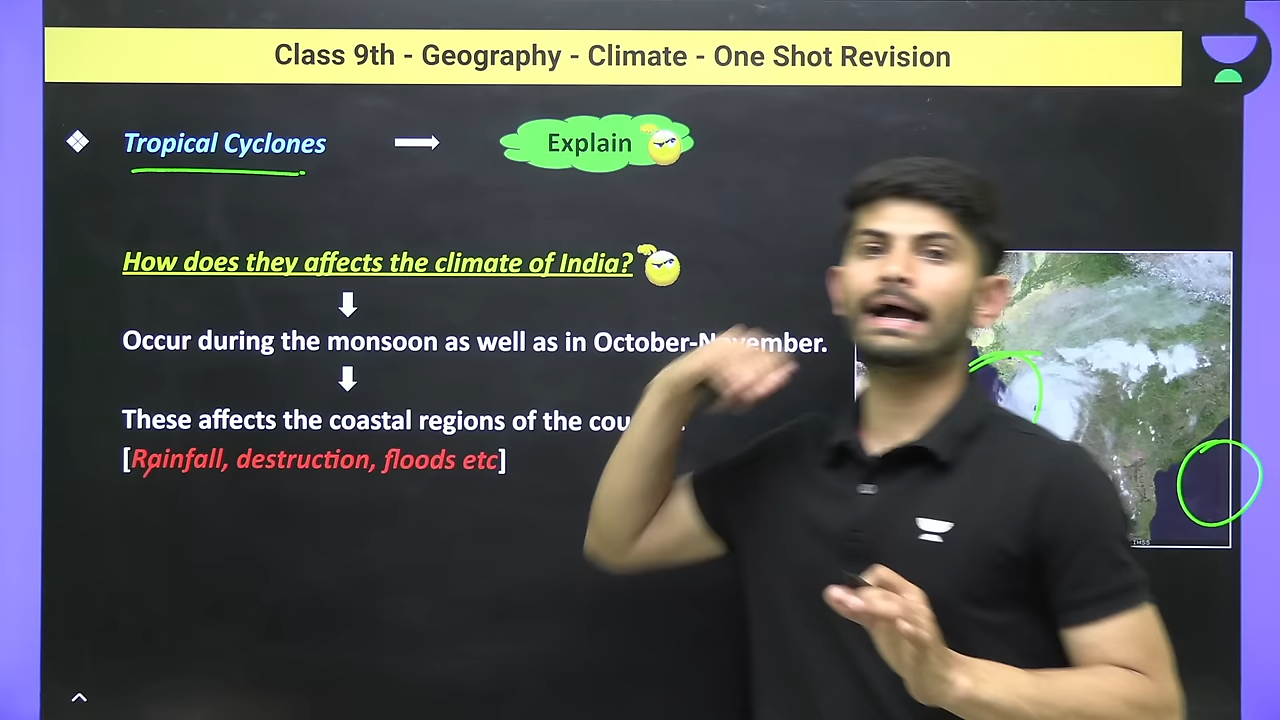 Class 9th - Geography - Climate - One Shot Revision
Tropical Cyclones
Explain
How does they affects the climate of India?
Occur during the monsoon as well as in October-November.
These affects the coastal regions of the
[Rainfall, destruction, floods etc]